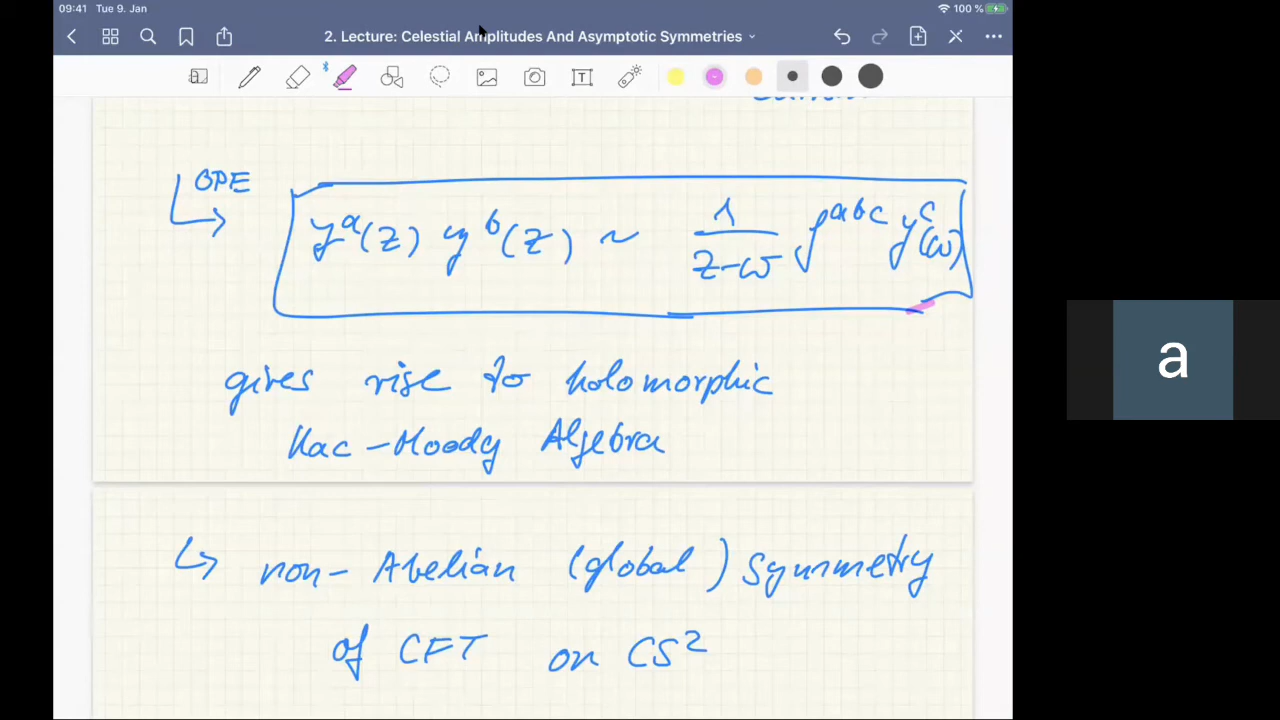 09:41 Tue 9. Jan 100 %
2. Lecture: Celestial Amplitudes And Asymptotic Symmetries
T
OPE
y^a(z) y^b(z) ~ 1/(z-ω) f^{abc} y^c(ω)
gives rise to holomorphic
Kac-Moody Algebra
a
↳ non-Abelian (global) Symmetry
of CFT on CS²